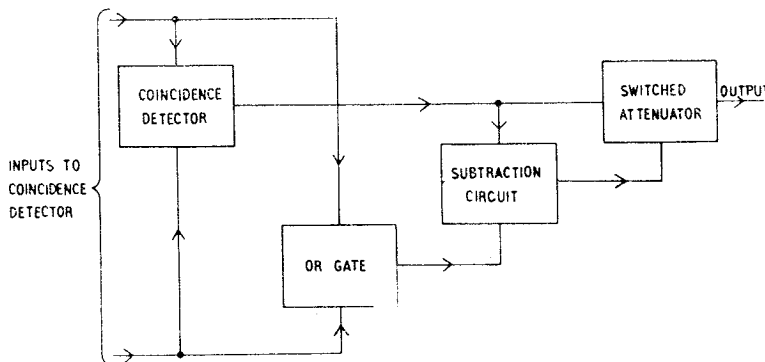 COINCIDENCE
DETECTOR
SWITCHED
ATTENUATOR
OUTPUT
INPUTS TO
COINCIDENCE
DETECTOR
SUBTRACTION
CIRCUIT
OR GATE